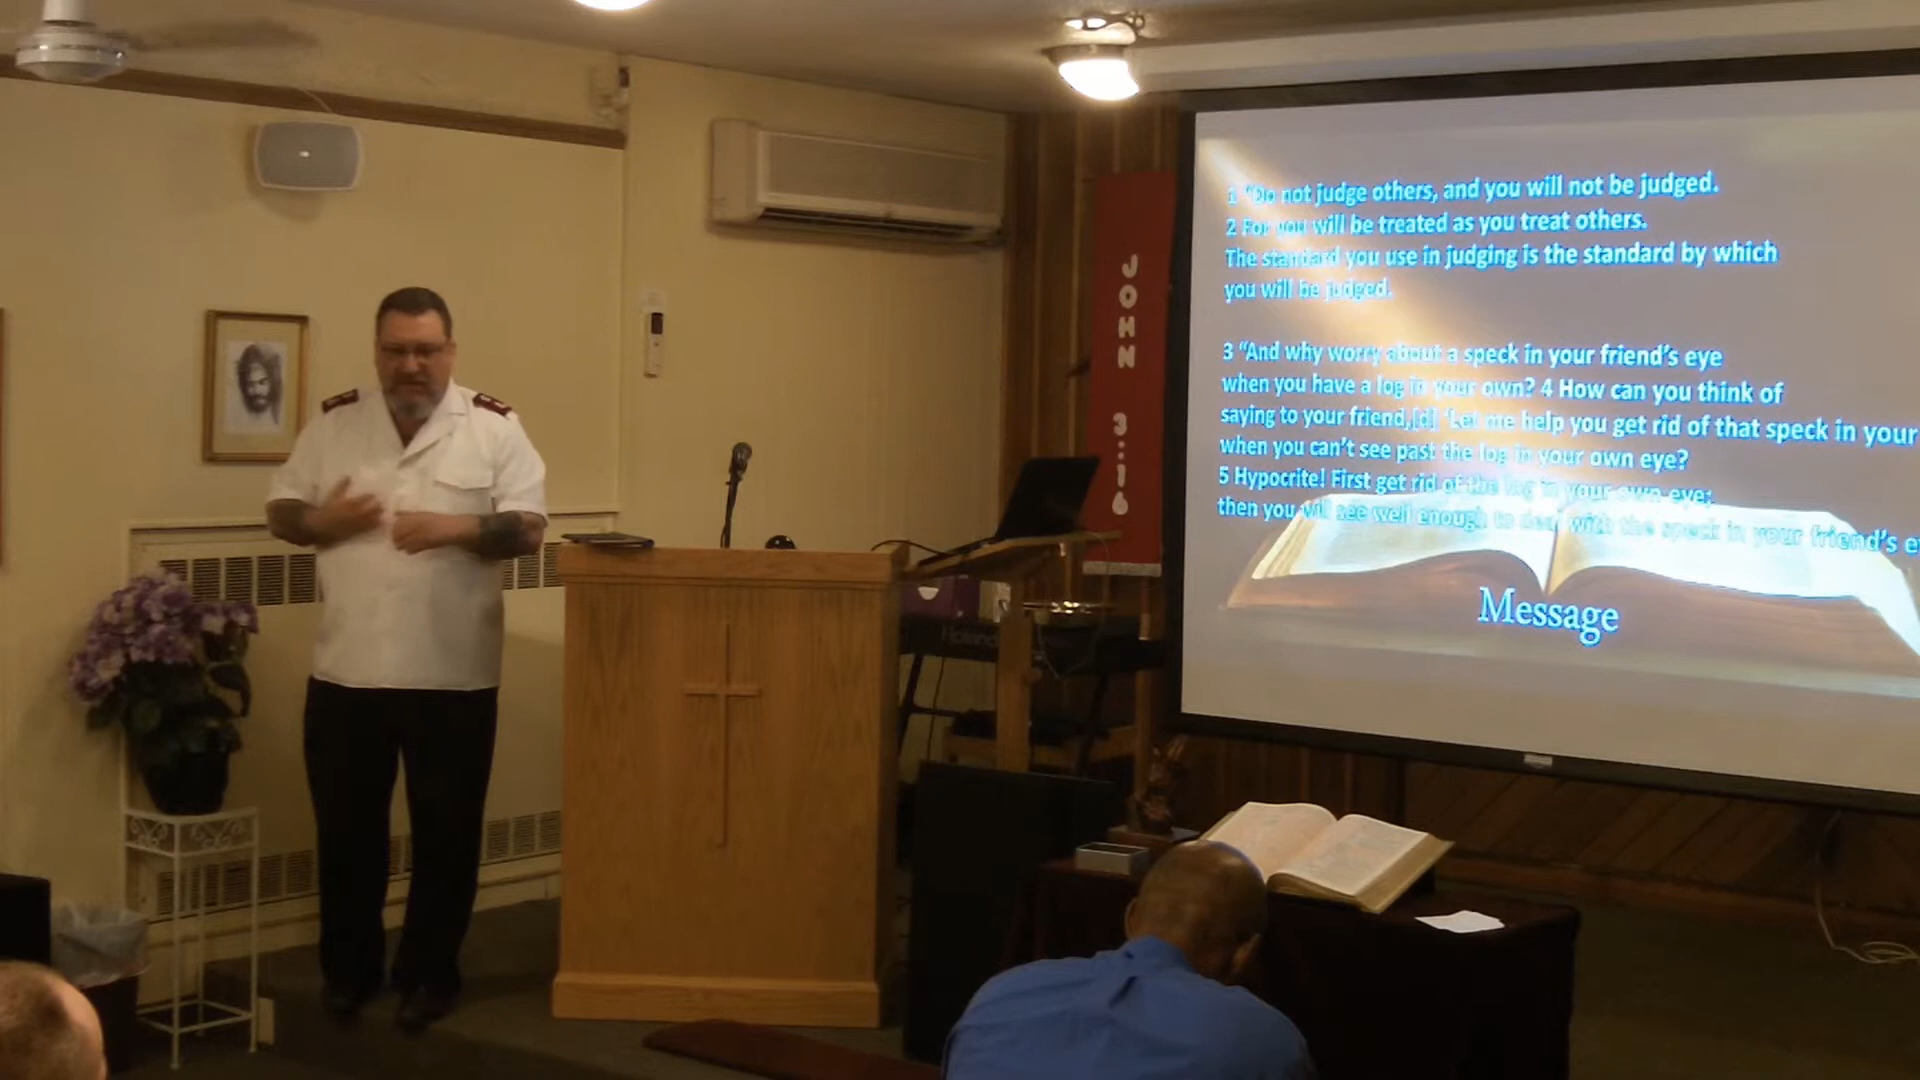 JOHN 3:16
1 “Do not judge others, and you will not be judged.
2 For you will be treated as you treat others.
The standard you use in judging is the standard by which
you will be judged.
3 “And why worry about a speck in your friend’s eye
when you have a log in your own? 4 How can you think of
saying to your friend,[d] ‘Let me help you get rid of that speck in your
when you can’t see past the log in your own eye?
5 Hypocrite! First get rid of the log in your own eye;
then you will see well enough to deal with the speck in your friend’s e
Message
Roland